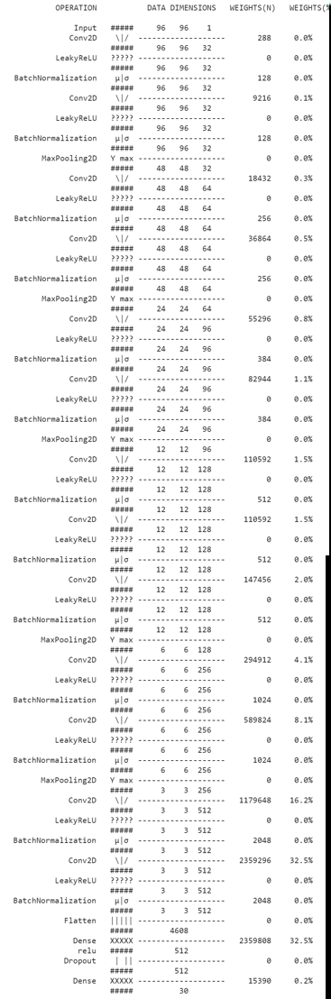 OPERATION DATA DIMENSIONS WEIGHTS(N) WEIGHTS(%
Input ##### 96 96 1
Conv2D \|/ ------------------- 288 0.0%
##### 96 96 32
LeakyReLU ????? ------------------- 0 0.0%
##### 96 96 32
BatchNormalization μ|σ ------------------- 128 0.0%
##### 96 96 32
Conv2D \|/ ------------------- 9216 0.1%
##### 96 96 32
LeakyReLU ????? ------------------- 0 0.0%
##### 96 96 32
BatchNormalization μ|σ ------------------- 128 0.0%
##### 96 96 32
MaxPooling2D Y max ------------------- 0 0.0%
##### 48 48 32
Conv2D \|/ ------------------- 18432 0.3%
##### 48 48 64
LeakyReLU ????? ------------------- 0 0.0%
##### 48 48 64
BatchNormalization μ|σ ------------------- 256 0.0%
##### 48 48 64
Conv2D \|/ ------------------- 36864 0.5%
##### 48 48 64
LeakyReLU ????? ------------------- 0 0.0%
##### 48 48 64
BatchNormalization μ|σ ------------------- 256 0.0%
##### 48 48 64
MaxPooling2D Y max ------------------- 0 0.0%
##### 24 24 64
Conv2D \|/ ------------------- 55296 0.8%
##### 24 24 96
LeakyReLU ????? ------------------- 0 0.0%
##### 24 24 96
BatchNormalization μ|σ ------------------- 384 0.0%
##### 24 24 96
Conv2D \|/ ------------------- 82944 1.1%
##### 24 24 96
LeakyReLU ????? ------------------- 0 0.0%
##### 24 24 96
BatchNormalization μ|σ ------------------- 384 0.0%
##### 24 24 96
MaxPooling2D Y max ------------------- 0 0.0%
##### 12 12 96
Conv2D \|/ ------------------- 110592 1.5%
##### 12 12 128
LeakyReLU ????? ------------------- 0 0.0%
##### 12 12 128
BatchNormalization μ|σ ------------------- 512 0.0%
##### 12 12 128
Conv2D \|/ ------------------- 110592 1.5%
##### 12 12 128
LeakyReLU ????? ------------------- 0 0.0%
##### 12 12 128
BatchNormalization μ|σ ------------------- 512 0.0%
##### 12 12 128
Conv2D \|/ ------------------- 147456 2.0%
##### 12 12 128
LeakyReLU ????? ------------------- 0 0.0%
##### 12 12 128
BatchNormalization μ|σ ------------------- 512 0.0%
##### 12 12 128
MaxPooling2D Y max ------------------- 0 0.0%
##### 6 6 128
Conv2D \|/ ------------------- 294912 4.1%
##### 6 6 256
LeakyReLU ????? ------------------- 0 0.0%
##### 6 6 256
BatchNormalization μ|σ ------------------- 1024 0.0%
##### 6 6 256
Conv2D \|/ ------------------- 589824 8.1%
##### 6 6 256
LeakyReLU ????? ------------------- 0 0.0%
##### 6 6 256
BatchNormalization μ|σ ------------------- 1024 0.0%
##### 6 6 256
MaxPooling2D Y max ------------------- 0 0.0%
##### 3 3 256
Conv2D \|/ ------------------- 1179648 16.2%
##### 3 3 512
LeakyReLU ????? ------------------- 0 0.0%
##### 3 3 512
BatchNormalization μ|σ ------------------- 2048 0.0%
##### 3 3 512
Conv2D \|/ ------------------- 2359296 32.5%
##### 3 3 512
LeakyReLU ????? ------------------- 0 0.0%
##### 3 3 512
BatchNormalization μ|σ ------------------- 2048 0.0%
##### 3 3 512
Flatten ||||| ------------------- 0 0.0%
##### 4608
Dense XXXXX ------------------- 2359808 32.5%
relu ##### 512
Dropout | || ------------------- 0 0.0%
##### 512
Dense XXXXX ------------------- 15390 0.2%
##### 30